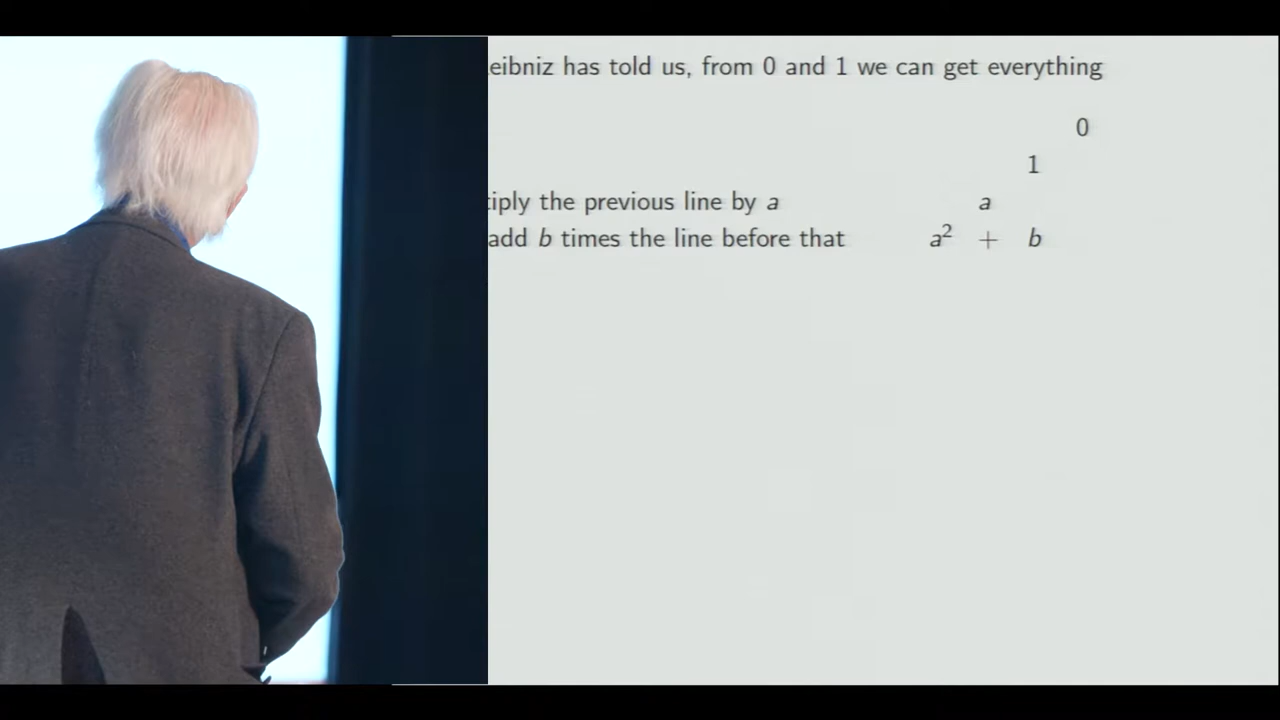 eibniz has told us, from 0 and 1 we can get everything
0
1
iply the previous line by a a
add b times the line before that a² + b